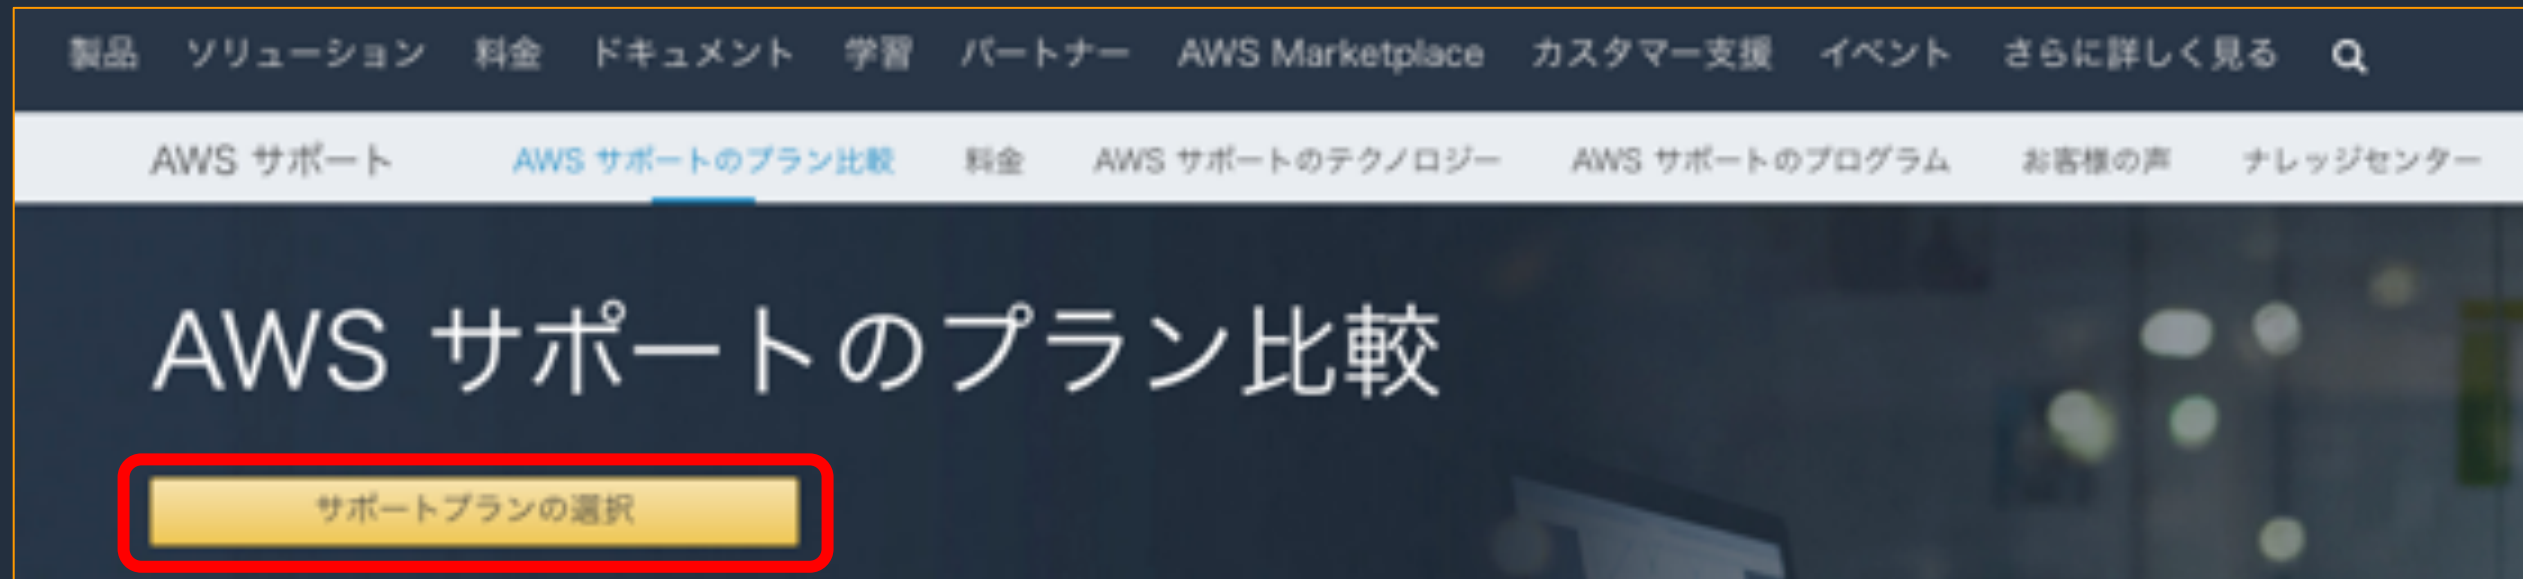 製品 ソリューション 料金 ドキュメント 学習 パートナー AWS Marketplace カスタマー支援 イベント さらに詳しく見る
AWS サポート AWS サポートのプラン比較 料金 AWS サポートのテクノロジー AWS サポートのプログラム お客様の声 ナレッジセンター
AWS サポートのプラン比較
サポートプランの選択